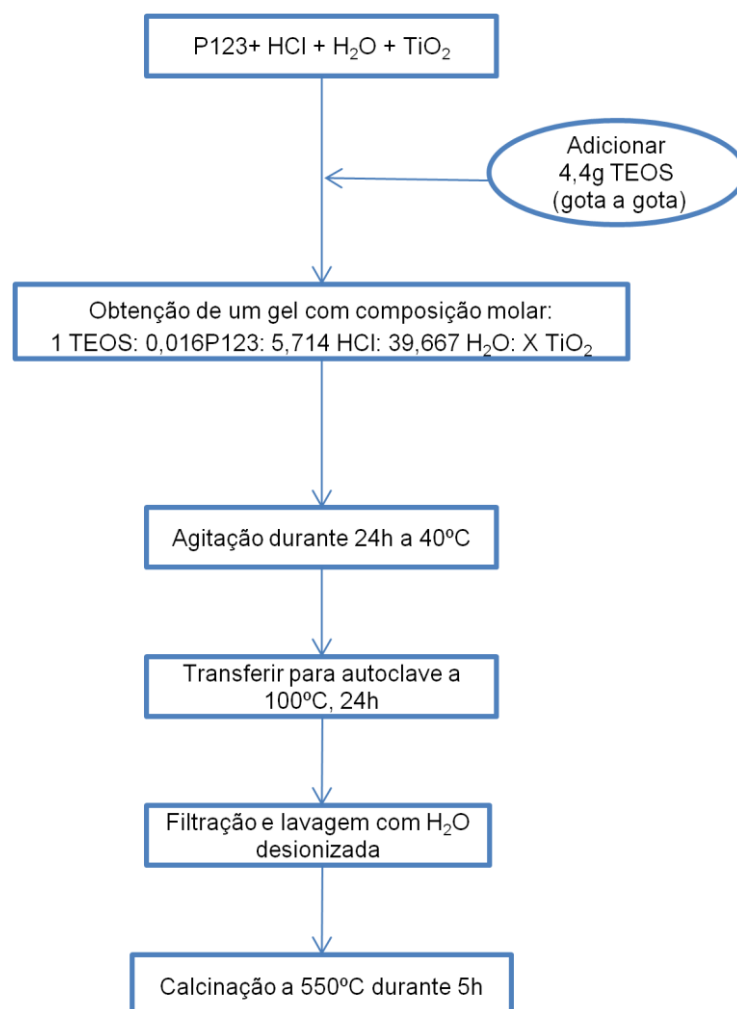 P123+ HCl + H₂O + TiO₂
Adicionar
4,4g TEOS
(gota a gota)
Obtenção de um gel com composição molar:
1 TEOS: 0,016P123: 5,714 HCl: 39,667 H₂O: X TiO₂
Agitação durante 24h a 40ºC
Transferir para autoclave a
100ºC, 24h
Filtração e lavagem com H₂O
desionizada
Calcinação a 550ºC durante 5h